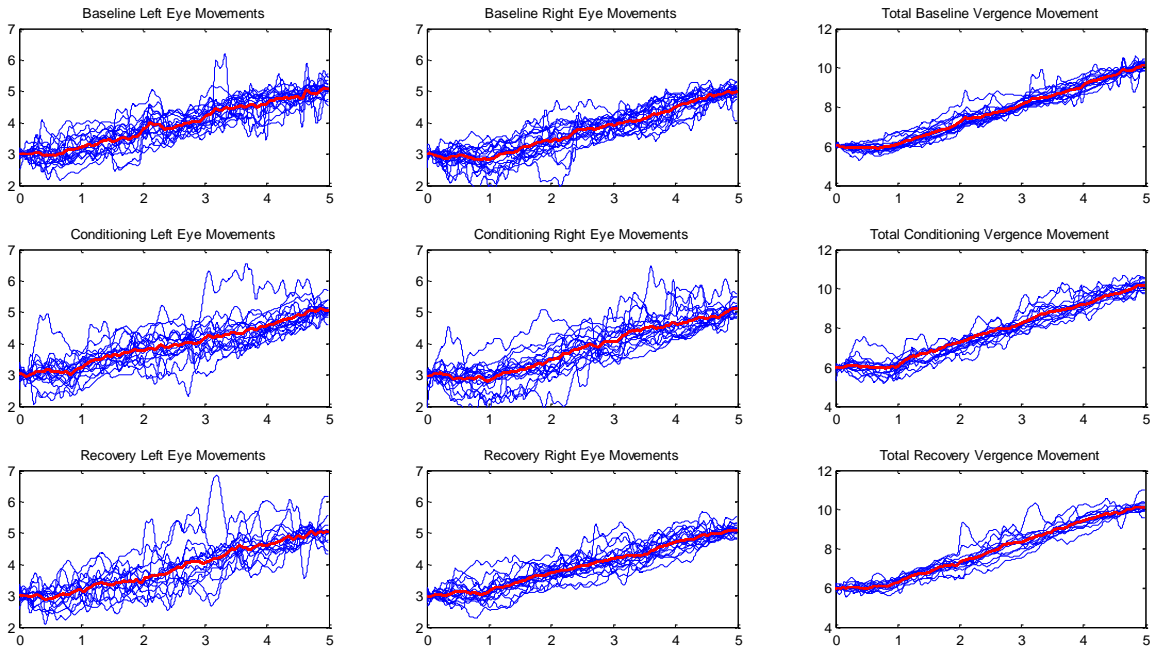 Baseline Left Eye Movements
7
6
5
4
3
2
0 1 2 3 4 5
Baseline Right Eye Movements
7
6
5
4
3
2
0 1 2 3 4 5
Total Baseline Vergence Movement
12
10
8
6
4
0 1 2 3 4 5
Conditioning Left Eye Movements
7
6
5
4
3
2
0 1 2 3 4 5
Conditioning Right Eye Movements
7
6
5
4
3
2
0 1 2 3 4 5
Total Conditioning Vergence Movement
12
10
8
6
4
0 1 2 3 4 5
Recovery Left Eye Movements
7
6
5
4
3
2
0 1 2 3 4 5
Recovery Right Eye Movements
7
6
5
4
3
2
0 1 2 3 4 5
Total Recovery Vergence Movement
12
10
8
6
4
0 1 2 3 4 5